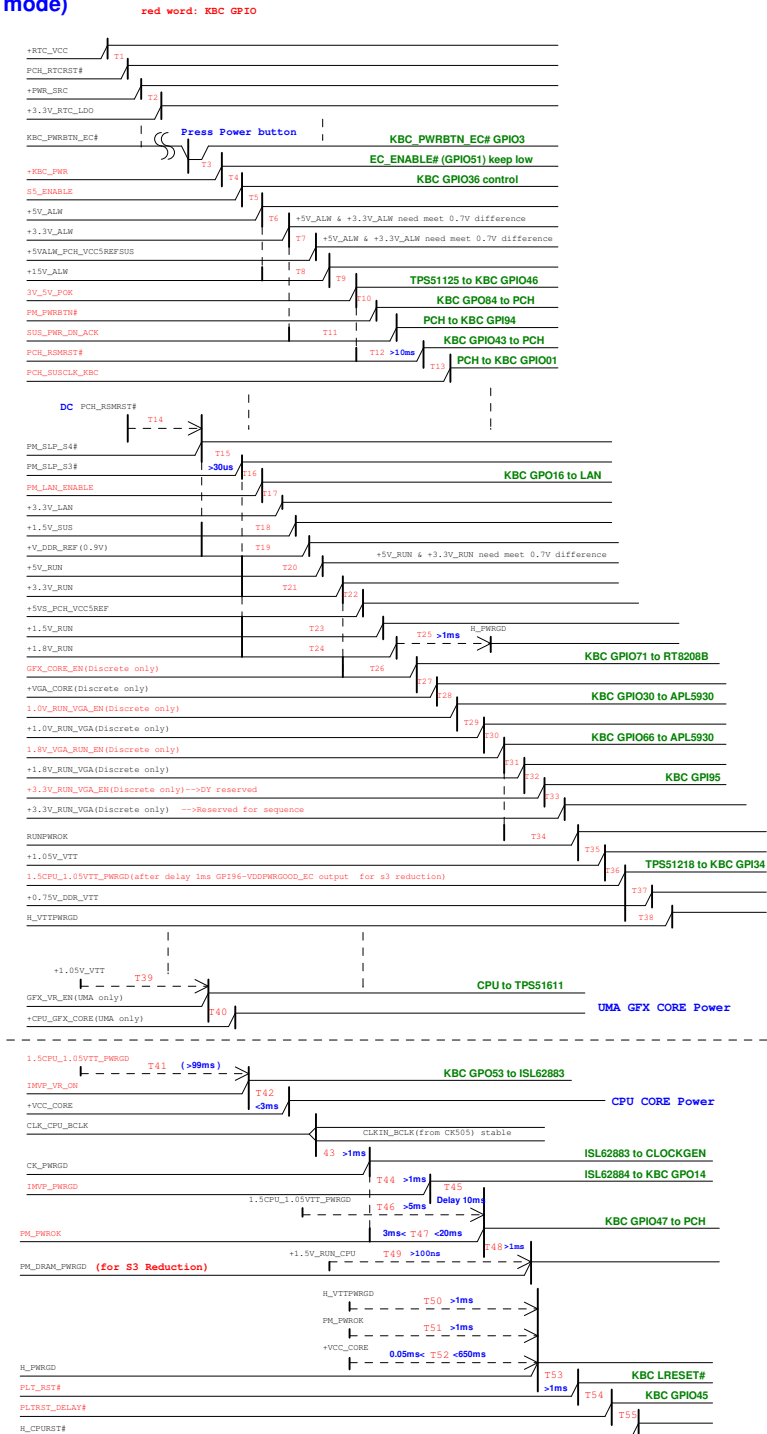 mode)
red word: KBC GPIO
+RTC_VCC
T1
PCH_RTCRST#
+PWR_SRC
T2
+3.3V_RTC_LDO
KBC_PWRBTN_EC#
Press Power button
KBC_PWRBTN_EC# GPIO3
T3
EC_ENABLE# (GPIO51) keep low
+KBC_PWR
T4
KBC GPIO36 control
S5_ENABLE
T5
+5V_ALW
T6
+5V_ALW & +3.3V_ALW need meet 0.7V difference
+3.3V_ALW
T7
+5V_ALW & +3.3V_ALW need meet 0.7V difference
+5VALW_PCH_VCC5REFSUS
T8
+15V_ALW
T9
TPS51125 to KBC GPIO46
3V_5V_POK
T10
KBC GPO84 to PCH
PM_PWRBTN#
PCH to KBC GPI94
SUS_PWR_DN_ACK
T11
KBC GPIO43 to PCH
PCH_RSMRST#
T12 >10ms
T13
PCH to KBC GPIO01
PCH_SUSCLK_KBC
DC PCH_RSMRST#
T14
PM_SLP_S4#
T15
PM_SLP_S3#
>30us
T16
KBC GPO16 to LAN
PM_LAN_ENABLE
T17
+3.3V_LAN
+1.5V_SUS
T18
+V_DDR_REF(0.9V)
T19
+5V_RUN & +3.3V_RUN need meet 0.7V difference
+5V_RUN
T20
+3.3V_RUN
T21
T22
+5VS_PCH_VCC5REF
+1.5V_RUN
T23
T25 >1ms
H_PWRGD
+1.8V_RUN
T24
KBC GPIO71 to RT8208B
GFX_CORE_EN(Discrete only)
T26
+VGA_CORE(Discrete only)
T27
T28
KBC GPIO30 to APL5930
1.0V_RUN_VGA_EN(Discrete only)
T29
+1.0V_RUN_VGA(Discrete only)
T30
KBC GPIO66 to APL5930
1.8V_VGA_RUN_EN(Discrete only)
T31
+1.8V_RUN_VGA(Discrete only)
T32
KBC GPI95
+3.3V_RUN_VGA_EN(Discrete only)-->DY reserved
T33
+3.3V_RUN_VGA(Discrete only) -->Reserved for sequence
RUNPWROK
T34
+1.05V_VTT
T35
T36
TPS51218 to KBC GPI34
1.5CPU_1.05VTT_PWRGD(after delay 1ms GPI96-VDDPWRGOOD_EC output for s3 reduction)
T37
+0.75V_DDR_VTT
H_VTTPWRGD
T38
+1.05V_VTT
T39
CPU to TPS51611
GFX_VR_EN(UMA only)
T40
UMA GFX CORE Power
+CPU_GFX_CORE(UMA only)
1.5CPU_1.05VTT_PWRGD
T41 (>99ms)
KBC GPO53 to ISL62883
IMVP_VR_ON
T42
+VCC_CORE
<3ms
CPU CORE Power
CLK_CPU_BCLK
CLKIN_BCLK(from CK505) stable
43 >1ms
ISL62883 to CLOCKGEN
CK_PWRGD
T44 >1ms
ISL62884 to KBC GPO14
IMVP_PWRGD
T45
1.5CPU_1.05VTT_PWRGD
Delay 10ms
T46 >5ms
KBC GPIO47 to PCH
PM_PWROK
3ms< T47 <20ms
T48 >1ms
+1.5V_RUN_CPU
T49 >100ns
PM_DRAM_PWRGD (for S3 Reduction)
H_VTTPWRGD
T50 >1ms
PM_PWROK
T51 >1ms
+VCC_CORE
0.05ms< T52 <650ms
H_PWRGD
T53
KBC LRESET#
PLT_RST#
>1ms
T54
KBC GPIO45
PLTRST_DELAY#
T55
H_CPURST#